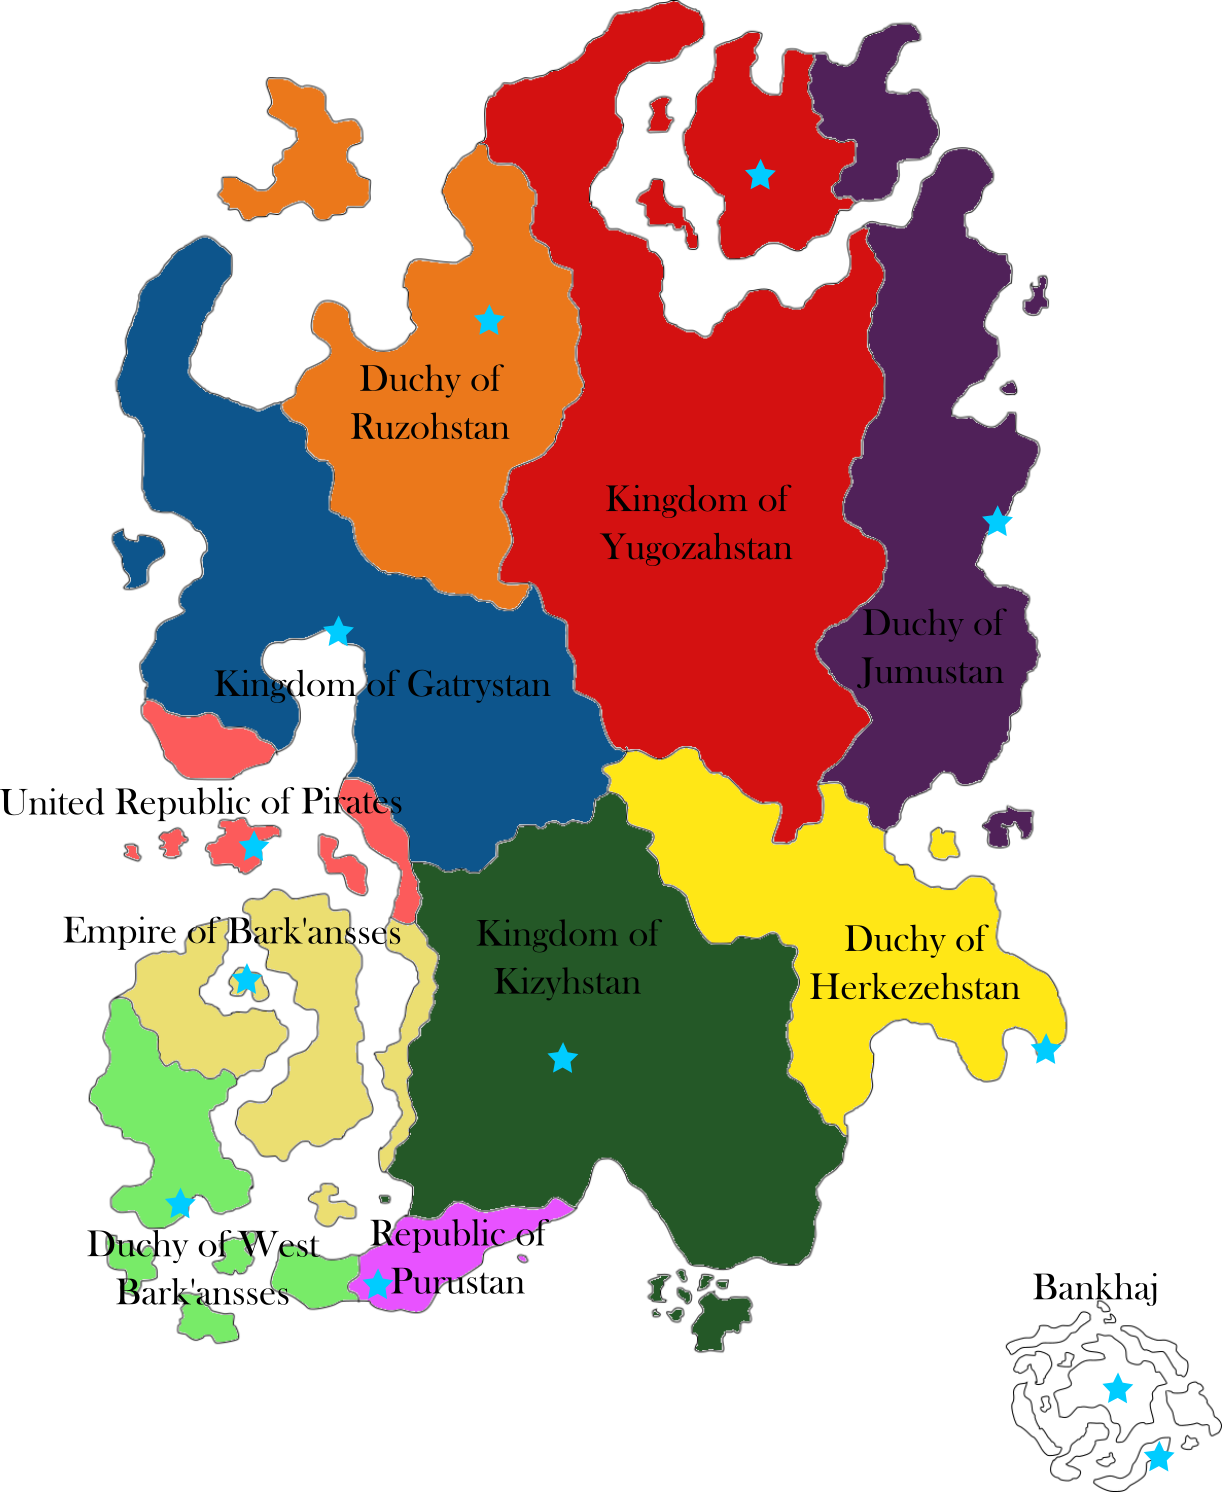 Duchy of
Ruzohstan
Kingdom of
Yugozahstan
Duchy of
Jumustan
Kingdom of Gatrystan
United Republic of Pirates
Empire of Bark'ansses
Kingdom of
Kizyhstan
Duchy of
Herkezehstan
Duchy of West
Bark'ansses
Republic of
Purustan
Bankhaj